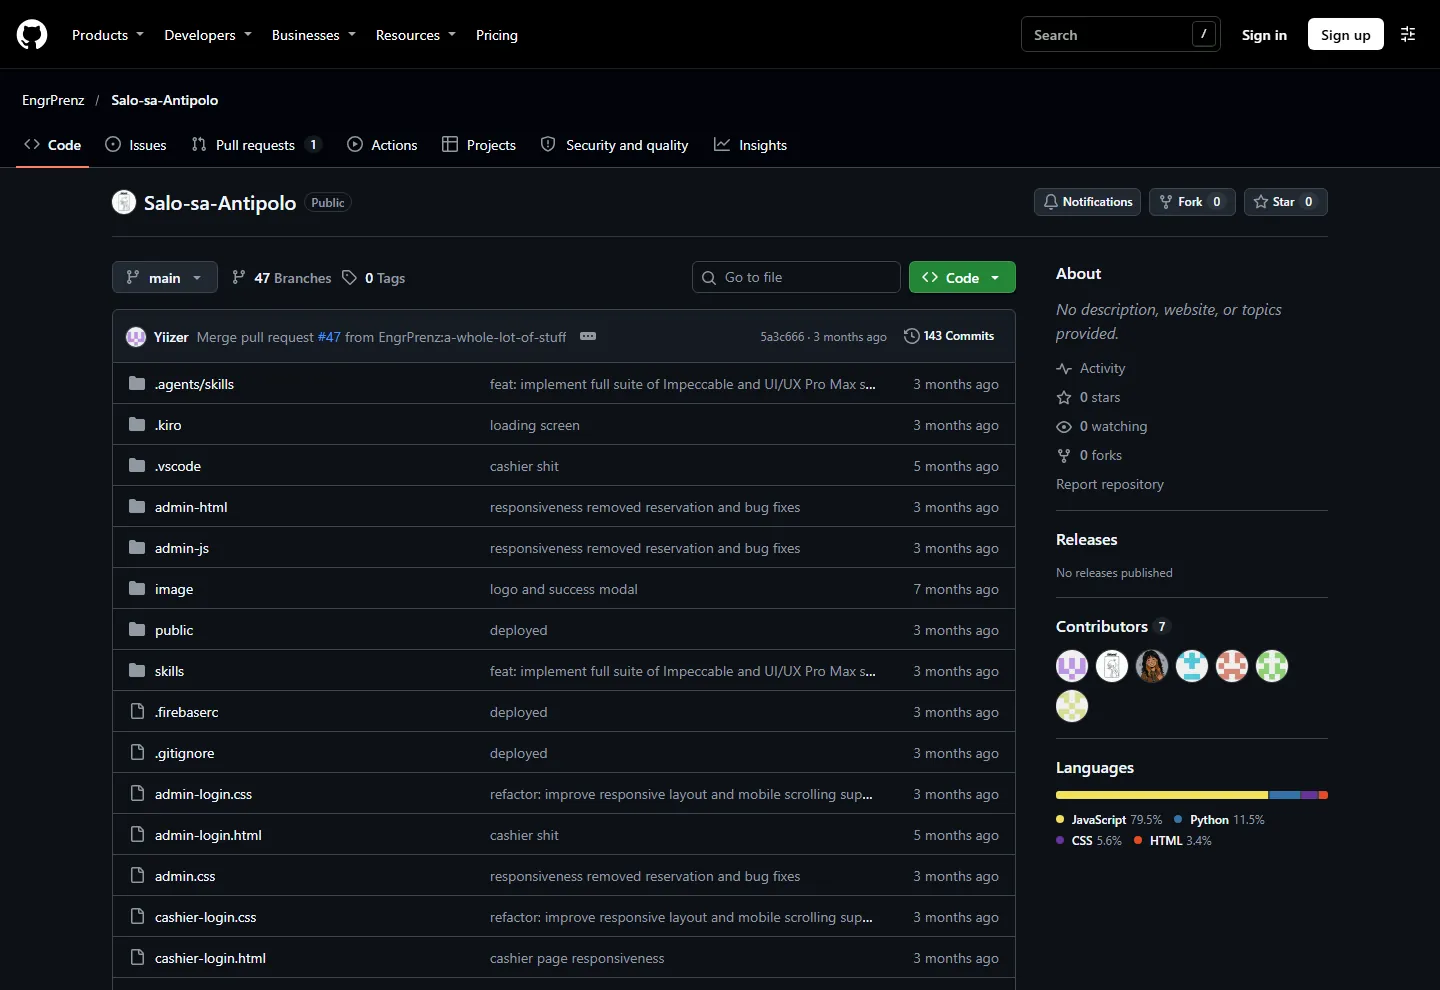 Products Developers Businesses Resources Pricing Search / Sign in Sign up
EngrPrenz / Salo-sa-Antipolo
Code Issues Pull requests 1 Actions Projects Security and quality Insights
Salo-sa-Antipolo Public Notifications Fork 0 Star 0
main 47 Branches 0 Tags Go to file Code
Yiizer Merge pull request #47 from EngrPrenz:a-whole-lot-of-stuff 5a3c666 · 3 months ago 143 Commits
.agents/skills feat: implement full suite of Impeccable and UI/UX Pro Max s... 3 months ago
.kiro loading screen 3 months ago
.vscode cashier shit 5 months ago
admin-html responsiveness removed reservation and bug fixes 3 months ago
admin-js responsiveness removed reservation and bug fixes 3 months ago
image logo and success modal 7 months ago
public deployed 3 months ago
skills feat: implement full suite of Impeccable and UI/UX Pro Max s... 3 months ago
.firebaserc deployed 3 months ago
.gitignore deployed 3 months ago
admin-login.css refactor: improve responsive layout and mobile scrolling sup... 3 months ago
admin-login.html cashier shit 5 months ago
admin.css responsiveness removed reservation and bug fixes 3 months ago
cashier-login.css refactor: improve responsive layout and mobile scrolling sup... 3 months ago
cashier-login.html cashier page responsiveness 3 months ago
About
No description, website, or topics
provided.
Activity
0 stars
0 watching
0 forks
Report repository
Releases
No releases published
Contributors 7
Languages
JavaScript 79.5% Python 11.5%
CSS 5.6% HTML 3.4%